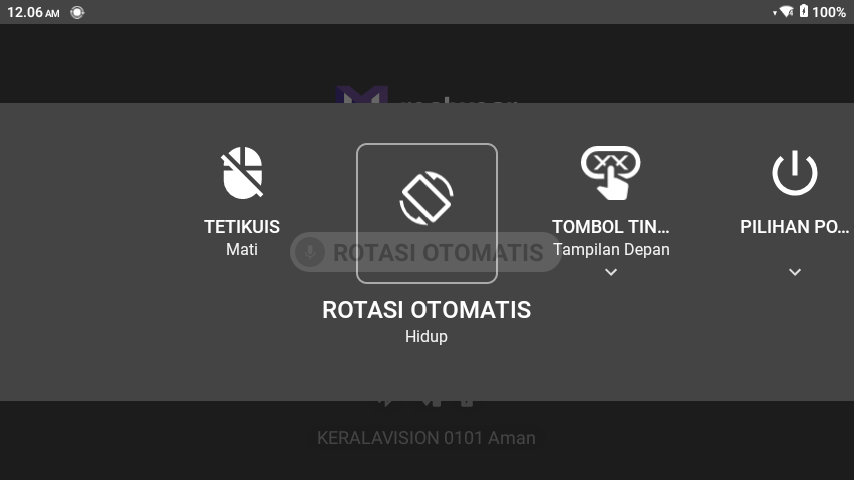 12.06 AM
100%
TETIKUIS
Mati
ROTASI OTOMATIS
ROTASI OTOMATIS
Hidup
TOMBOL TIN...
Tampilan Depan
PILIHAN PO...
KERALAVISION 0101 Aman